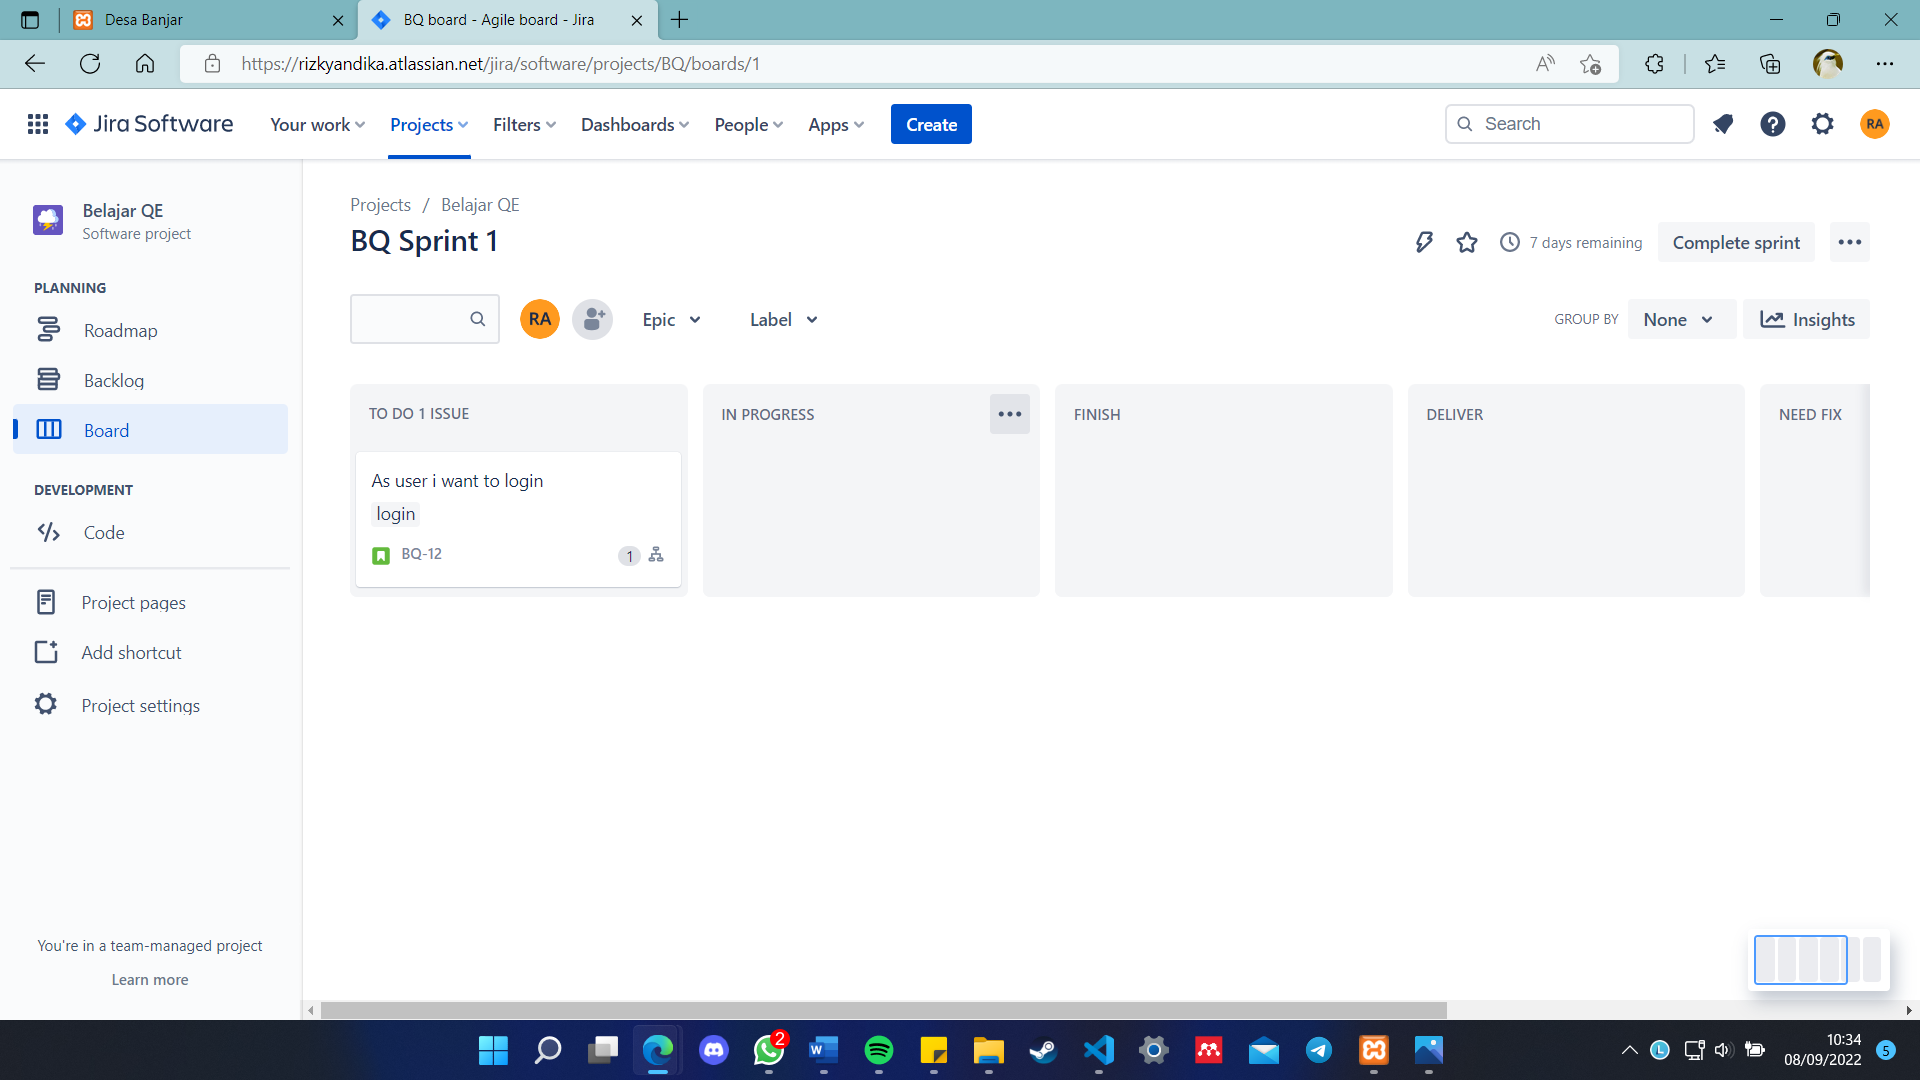 Desa Banjar
BQ board - Agile board - Jira
https://rizkyandika.atlassian.net/jira/software/projects/BQ/boards/1
Jira Software
Your work
Projects
Filters
Dashboards
People
Apps
Create
Search
RA
Belajar QE
Software project
PLANNING
Roadmap
Backlog
Board
DEVELOPMENT
Code
Project pages
Add shortcut
Project settings
You're in a team-managed project
Learn more
Projects / Belajar QE
BQ Sprint 1
7 days remaining
Complete sprint
RA
Epic
Label
GROUP BY
None
Insights
TO DO 1 ISSUE
As user i want to login
login
BQ-12
1
IN PROGRESS
FINISH
DELIVER
NEED FIX
2
10:34
08/09/2022
5